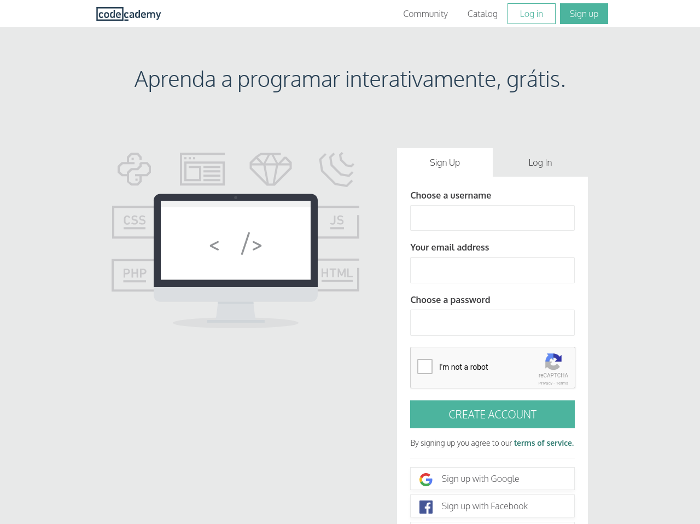 codecademy
Community Catalog Log in Sign up
Aprenda a programar interativamente, grátis.
CSS
JS
< />
PHP
HTML
Sign Up Log In
Choose a username
Your email address
Choose a password
I'm not a robot
reCAPTCHA
Privacy - Terms
CREATE ACCOUNT
By signing up you agree to our terms of service.
Sign up with Google
Sign up with Facebook